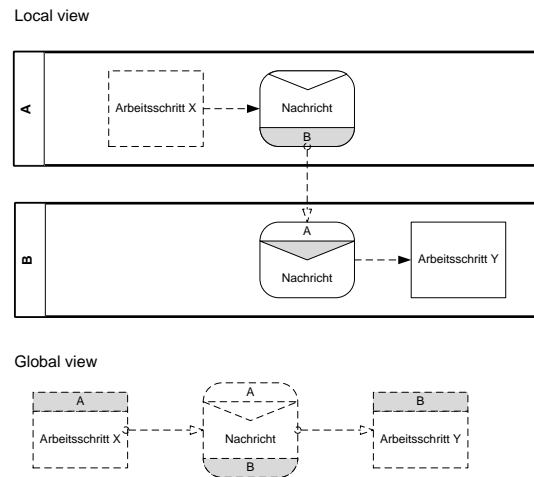 Local view
A
Arbeitsschritt X
Nachricht
B
B
A
Nachricht
Arbeitsschritt Y
Global view
A
Arbeitsschritt X
A
Nachricht
B
B
Arbeitsschritt Y